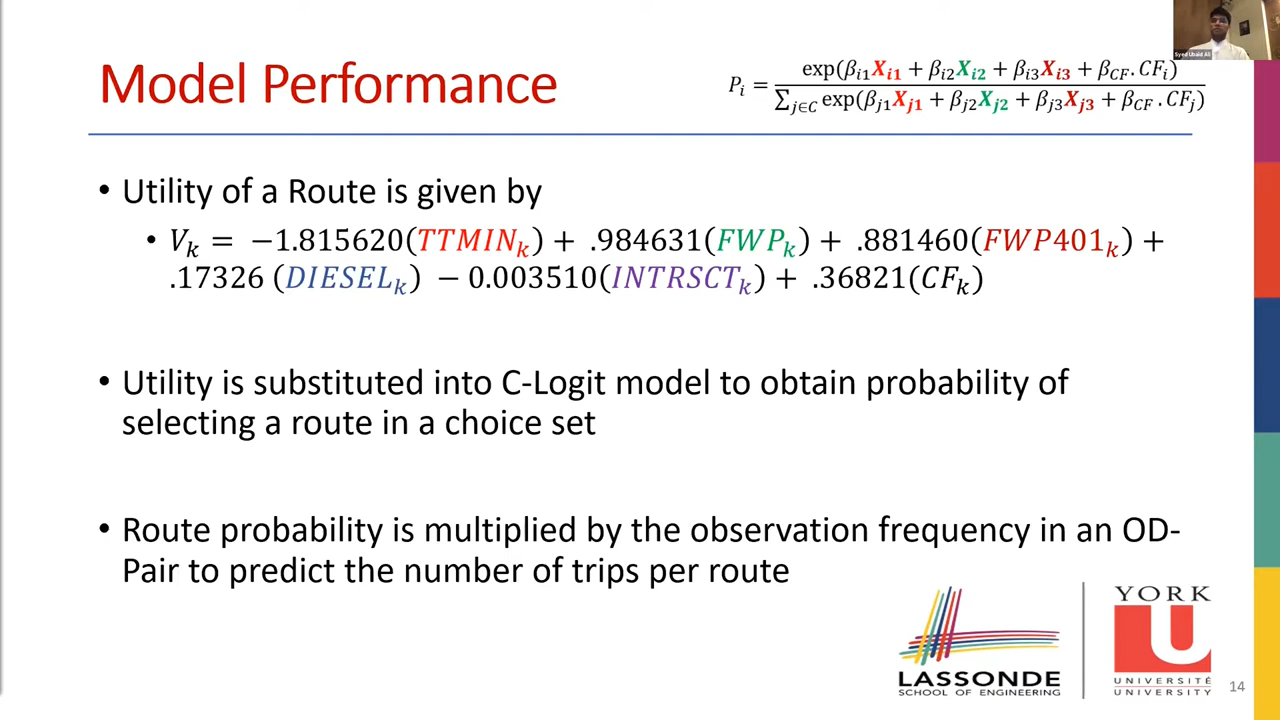 Syed Ubaid Ali
Model Performance
P_i = exp(β_i1 X_i1 + β_i2 X_i2 + β_i3 X_i3 + β_CF . CF_i) / ∑_j∈C exp(β_j1 X_j1 + β_j2 X_j2 + β_j3 X_j3 + β_CF . CF_j)
• Utility of a Route is given by
• V_k = −1.815620(TTMIN_k) + .984631(FWP_k) + .881460(FWP401_k) +
.17326 (DIESEL_k) − 0.003510(INTRSCT_k) + .36821(CF_k)
• Utility is substituted into C-Logit model to obtain probability of
selecting a route in a choice set
• Route probability is multiplied by the observation frequency in an OD-
Pair to predict the number of trips per route
LASSONDE
SCHOOL OF ENGINEERING
YORK
U
UNIVERSITÉ
UNIVERSITY
14